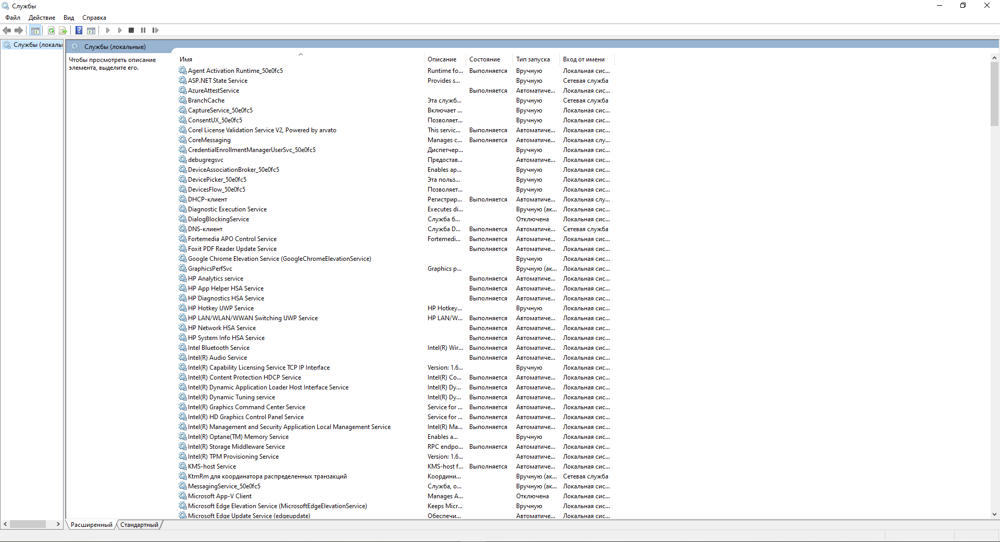 Службы
Файл Действие Вид Справка
Службы (локалы
Службы (локальные)
Чтобы просмотреть описание
элемента, выделите его.
Имя Описание Состояние Тип запуска Вход от имени
Agent Activation Runtime_50e0fc5 Runtime fo... Выполняется Вручную Локальная сис...
ASP.NET State Service Provides s... Вручную Сетевая служба
AzureAttestService Выполняется Автоматиче... Локальная сис...
BranchCache Эта служб... Вручную Сетевая служба
CaptureService_50e0fc5 Включает ... Вручную Локальная сис...
ConsentUX_50e0fc5 Позволяет... Вручную Локальная сис...
Corel License Validation Service V2, Powered by arvato This servic... Выполняется Автоматиче... Локальная сис...
CoreMessaging Manages c... Выполняется Автоматиче... Локальная слу...
CredentialEnrollmentManagerUserSvc_50e0fc5 Диспетчер... Вручную Локальная сис...
debugregsvc Предостав... Автоматиче... Локальная сис...
DeviceAssociationBroker_50e0fc5 Enables ap... Вручную Локальная сис...
DevicePicker_50e0fc5 Эта польз... Вручную Локальная сис...
DevicesFlow_50e0fc5 Позволяет... Вручную Локальная сис...
DHCP-клиент Регистрир... Выполняется Автоматиче... Локальная слу...
Diagnostic Execution Service Executes di... Вручную (ак... Локальная сис...
DialogBlockingService Служба б... Отключена Локальная сис...
DNS-клиент Служба D... Выполняется Автоматиче... Сетевая служба
Fortemedia APO Control Service Fortemedi... Выполняется Автоматиче... Локальная сис...
Foxit PDF Reader Update Service Выполняется Автоматиче... Локальная сис...
Google Chrome Elevation Service (GoogleChromeElevationService) Вручную Локальная сис...
GraphicsPerfSvc Graphics p... Вручную (ак... Локальная сис...
HP Analytics service Выполняется Автоматиче... Локальная сис...
HP App Helper HSA Service Выполняется Автоматиче... Локальная сис...
HP Diagnostics HSA Service Выполняется Автоматиче... Локальная сис...
HP Hotkey UWP Service HP Hotkey... Вручную Локальная сис...
HP LAN/WLAN/WWAN Switching UWP Service HP LAN/W... Выполняется Автоматиче... Локальная сис...
HP Network HSA Service Выполняется Автоматиче... Локальная сис...
HP System Info HSA Service Выполняется Автоматиче... Локальная сис...
Intel Bluetooth Service Intel(R) Wir... Выполняется Автоматиче... Локальная сис...
Intel(R) Audio Service Выполняется Автоматиче... Локальная сис...
Intel(R) Capability Licensing Service TCP IP Interface Version: 1.6... Вручную Локальная сис...
Intel(R) Content Protection HDCP Service Intel(R) Co... Выполняется Автоматиче... Локальная сис...
Intel(R) Dynamic Application Loader Host Interface Service Intel(R) Dy... Выполняется Автоматиче... Локальная сис...
Intel(R) Dynamic Tuning service Intel(R) Dy... Выполняется Автоматиче... Локальная сис...
Intel(R) Graphics Command Center Service Service for ... Выполняется Автоматиче... Локальная сис...
Intel(R) HD Graphics Control Panel Service Service for ... Выполняется Автоматиче... Локальная сис...
Intel(R) Management and Security Application Local Management Service Intel(R) Ma... Выполняется Автоматиче... Локальная сис...
Intel(R) Optane(TM) Memory Service Enables a... Вручную Локальная сис...
Intel(R) Storage Middleware Service RPC endpo... Выполняется Автоматиче... Локальная сис...
Intel(R) TPM Provisioning Service Version: 1.6... Автоматиче... Локальная сис...
KMS-host Service KMS-host f... Выполняется Автоматиче... Локальная сис...
KtmRm для координатора распределенных транзакций Координи... Вручную (ак... Сетевая служба
MessagingService_50e0fc5 Служба, о... Вручную (ак... Локальная сис...
Microsoft App-V Client Manages A... Отключена Локальная сис...
Microsoft Edge Elevation Service (MicrosoftEdgeElevationService) Keeps Micr... Вручную Локальная сис...
Microsoft Edge Update Service (edgeupdate) Обеспечи... Автоматиче... Локальная сис...
Расширенный Стандартный